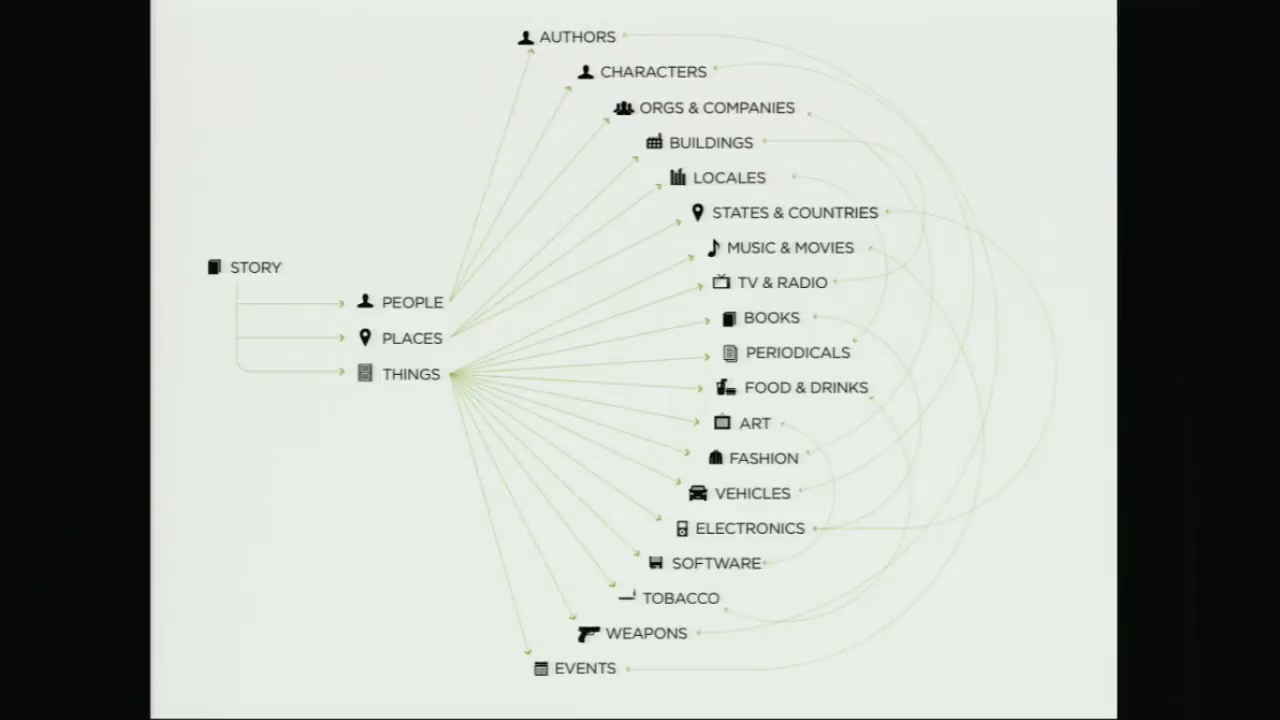 AUTHORS
CHARACTERS
ORGS & COMPANIES
BUILDINGS
LOCALES
STATES & COUNTRIES
MUSIC & MOVIES
STORY
TV & RADIO
PEOPLE
BOOKS
PLACES
PERIODICALS
THINGS
FOOD & DRINKS
ART
FASHION
VEHICLES
ELECTRONICS
SOFTWARE
TOBACCO
WEAPONS
EVENTS